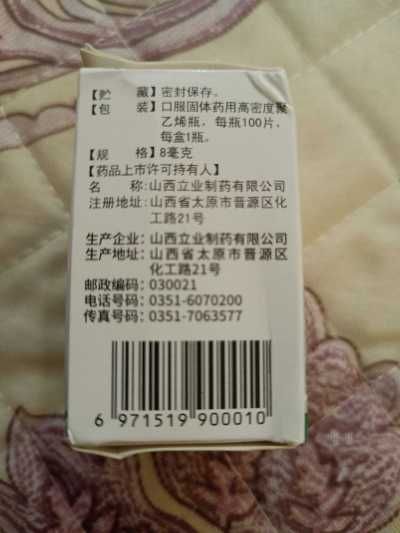 【贮 藏】密封保存。
【包 装】口服固体药用高密度聚
乙烯瓶，每瓶100片，
每盒1瓶。
【规 格】8毫克
【药品上市许可持有人】
名 称:山西立业制药有限公司
注册地址:山西省太原市晋源区化
工路21号
生产企业:山西立业制药有限公司
生产地址:山西省太原市晋源区
化工路21号
邮政编码:030021
电话号码:0351-6070200
传真号码:0351-7063577
6 971519 900010